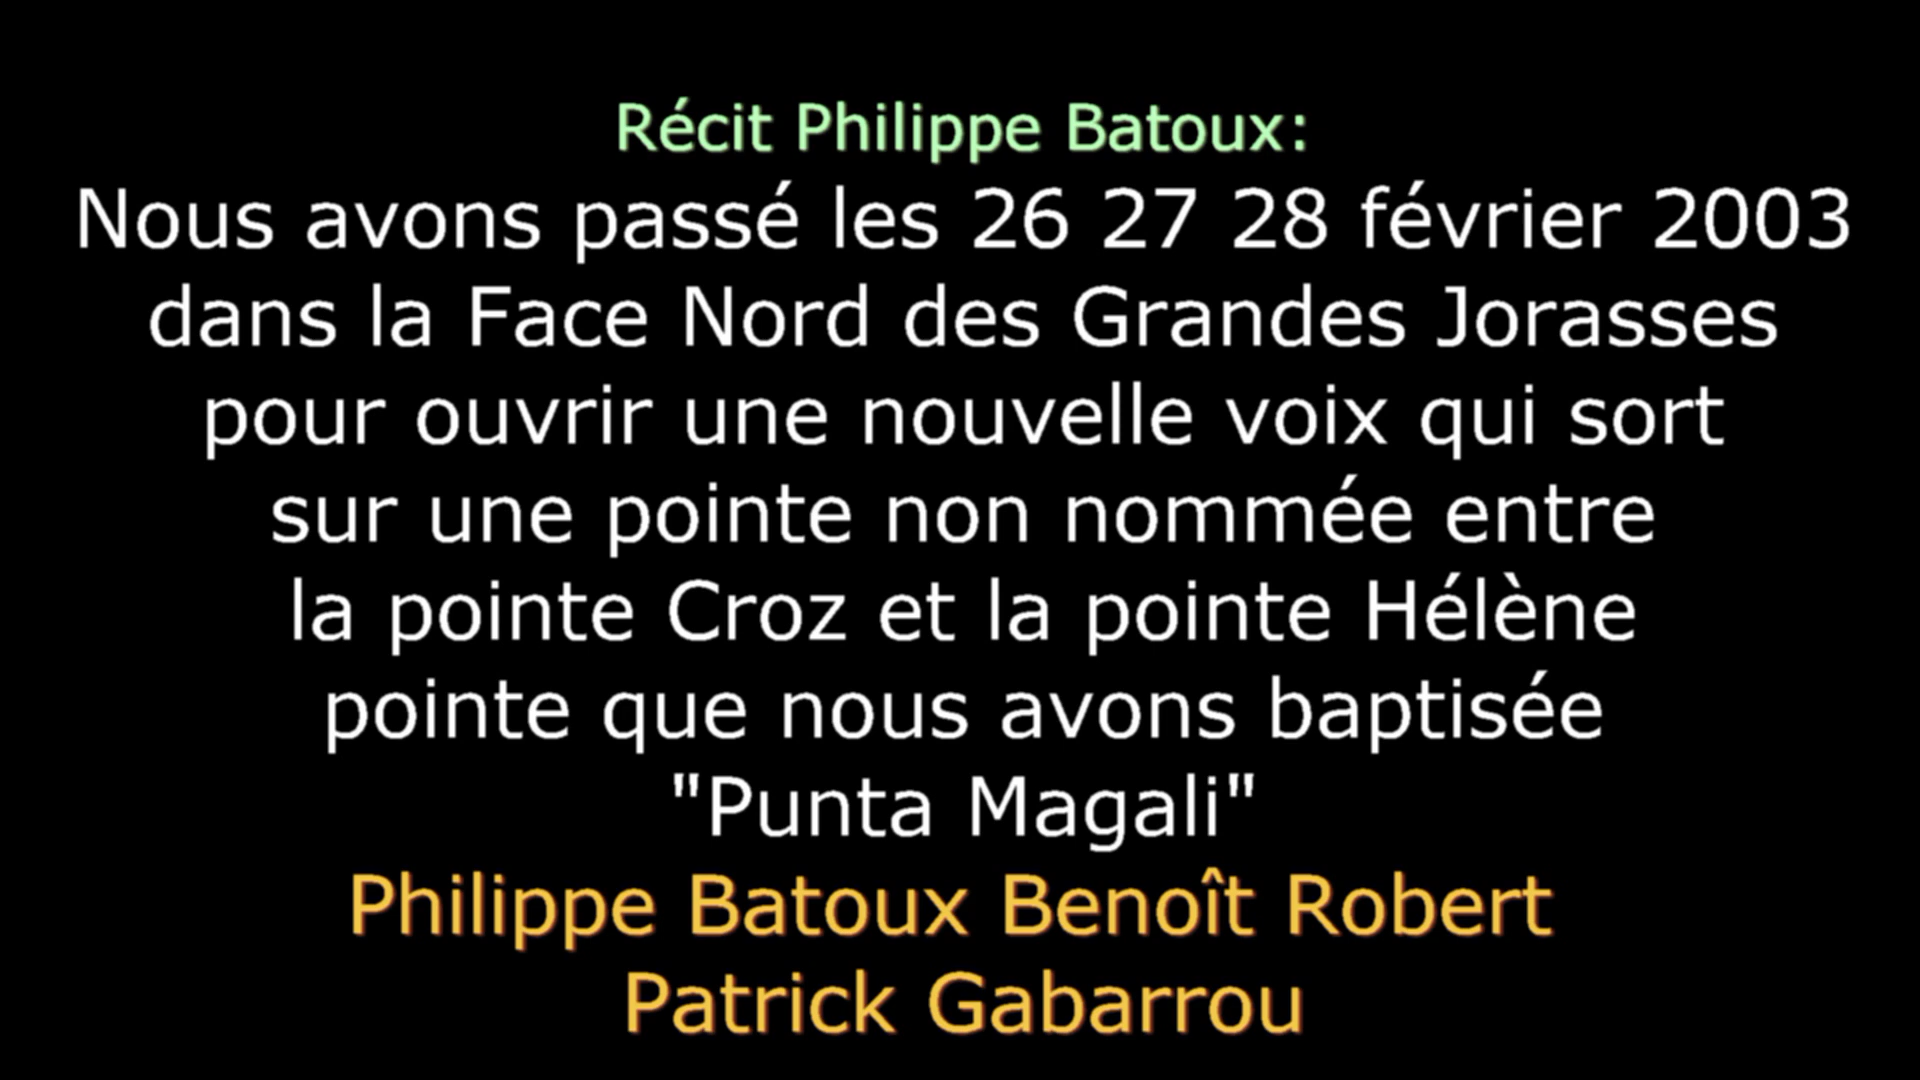 Récit Philippe Batoux:
Nous avons passé les 26 27 28 février 2003
dans la Face Nord des Grandes Jorasses
pour ouvrir une nouvelle voix qui sort
sur une pointe non nommée entre
la pointe Croz et la pointe Hélène
pointe que nous avons baptisée
"Punta Magali"
Philippe Batoux Benoît Robert
Patrick Gabarrou